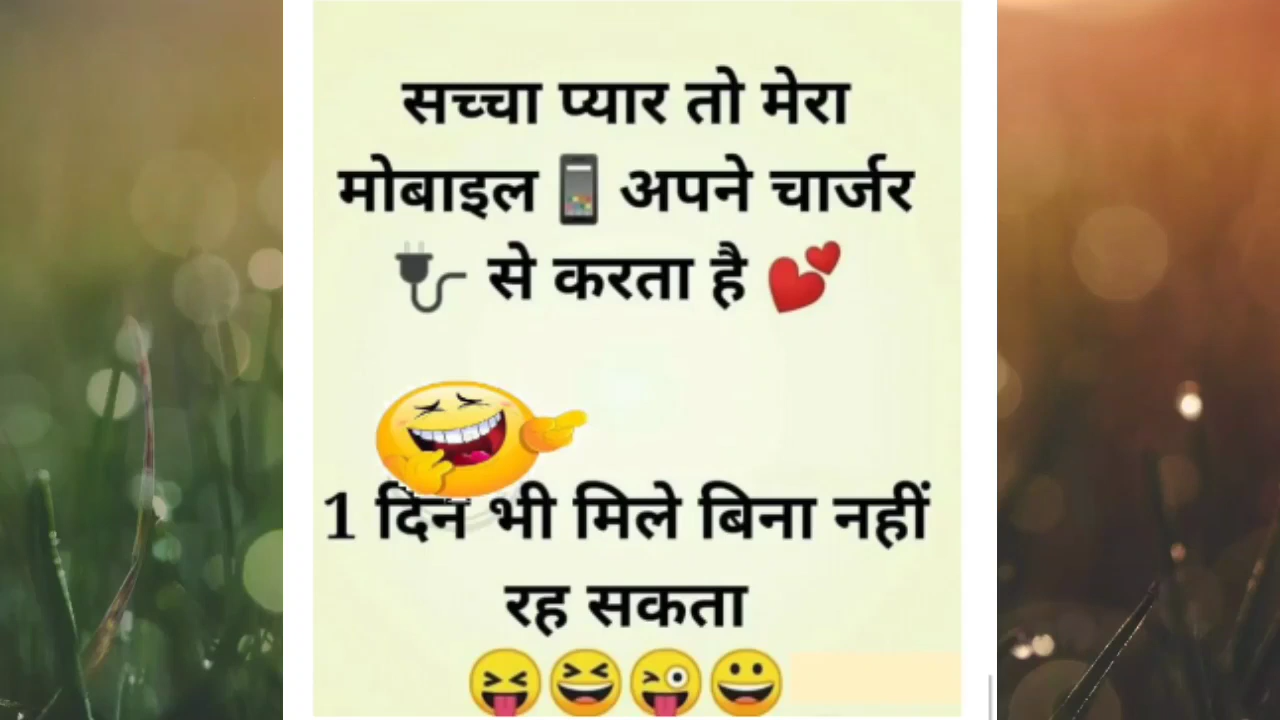 सच्चा प्यार तो मेरा
मोबाइल📱अपने चार्जर
🔌 से करता है 💕
1 दिन भी मिले बिना नहीं
रह सकता
😝😆😜😀